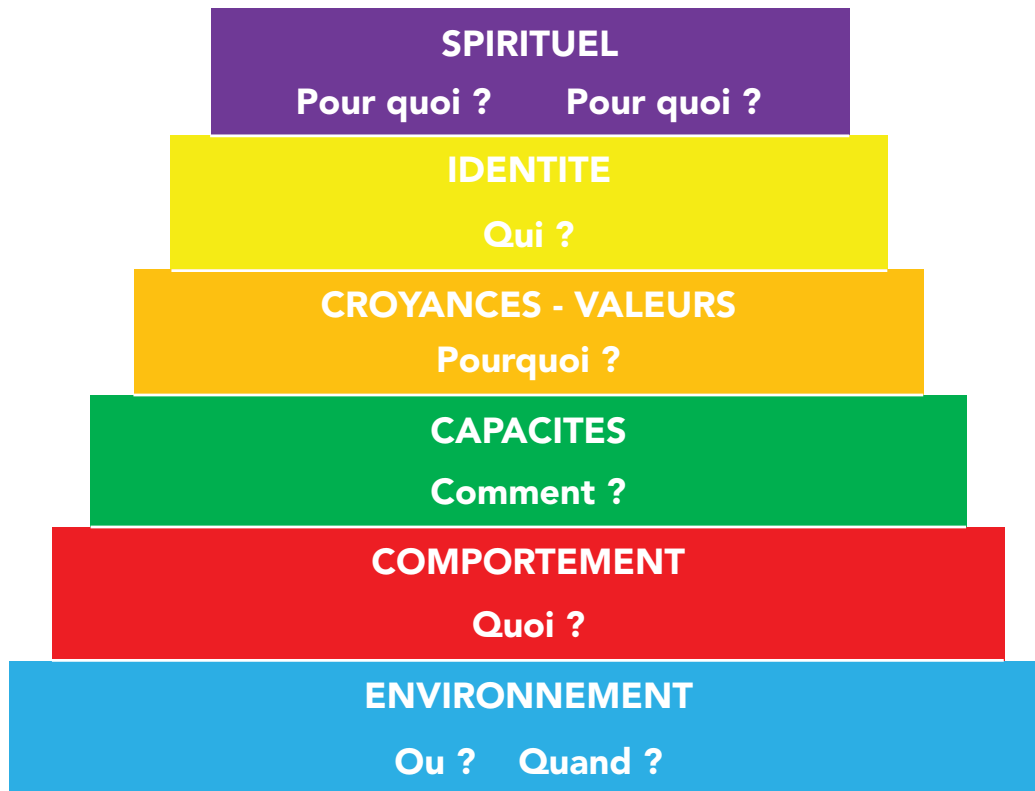 SPIRITUEL
Pour quoi ? Pour quoi ?
IDENTITE
Qui ?
CROYANCES - VALEURS
Pourquoi ?
CAPACITES
Comment ?
COMPORTEMENT
Quoi ?
ENVIRONNEMENT
Ou ? Quand ?